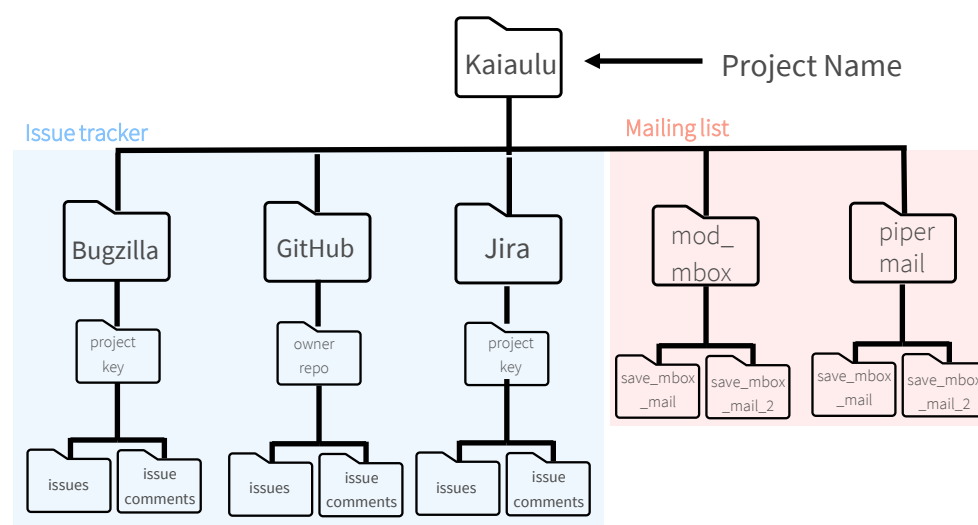 Kaiaulu
Project Name
Issue tracker
Mailing list
Bugzilla
GitHub
Jira
mod_
mbox
piper
mail
project
key
owner
repo
project
key
save_mbox
_mail
save_mbox
_mail_2
save_mbox
_mail
save_mbox
_mail_2
issues
issue
comments
issues
issue
comments
issues
issue
comments